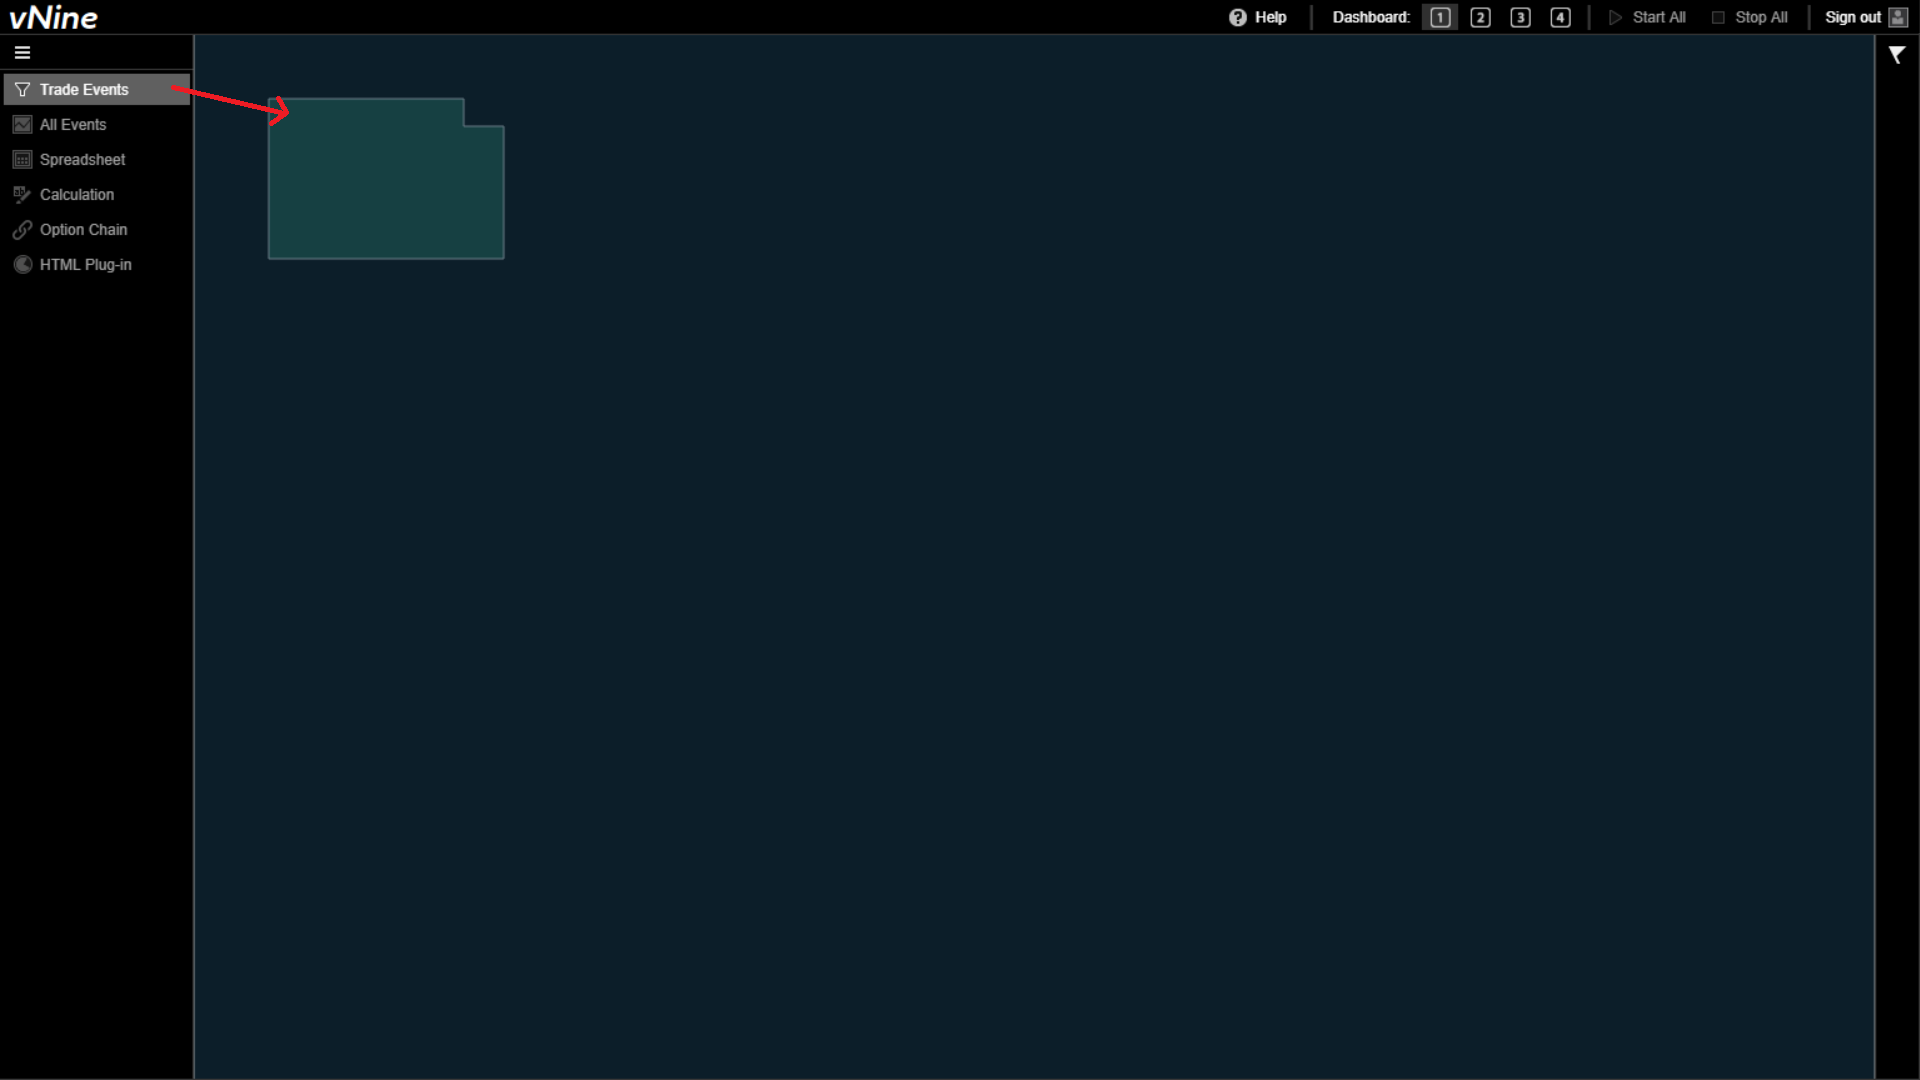 vNine
Help
Dashboard:
1
2
3
4
Start All
Stop All
Sign out
Trade Events
All Events
Spreadsheet
Calculation
Option Chain
HTML Plug-in